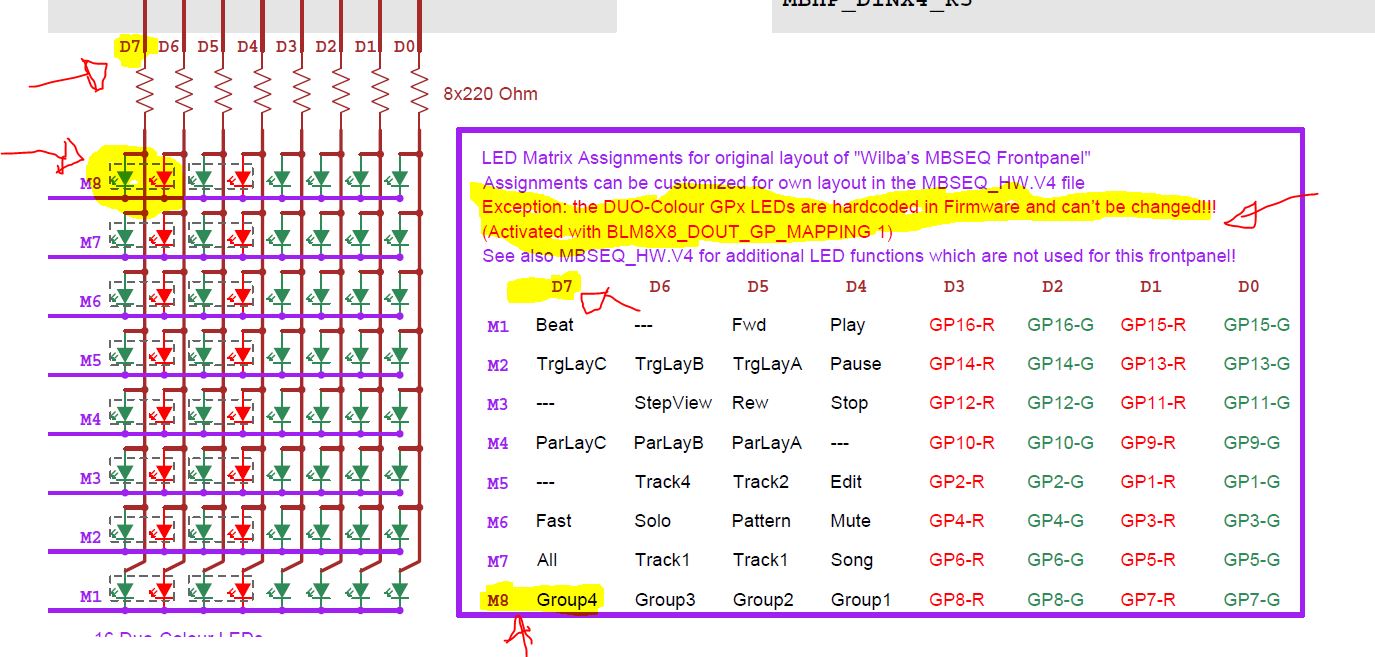 MBHP_DINX4_R5
D7 D6 D5 D4 D3 D2 D1 D0
8x220 Ohm
M8
M7
M6
M5
M4
M3
M2
M1
16 Duo-Colour LEDs
LED Matrix Assignments for original layout of "Wilba's MBSEQ Frontpanel"
Assignments can be customized for own layout in the MBSEQ_HW.V4 file
Exception: the DUO-Colour GPx LEDs are hardcoded in Firmware and can't be changed!!!
(Activated with BLM8X8_DOUT_GP_MAPPING 1)
See also MBSEQ_HW.V4 for additional LED functions which are not used for this frontpanel!
D7 D6 D5 D4 D3 D2 D1 D0
M1 Beat --- Fwd Play GP16-R GP16-G GP15-R GP15-G
M2 TrgLayC TrgLayB TrgLayA Pause GP14-R GP14-G GP13-R GP13-G
M3 --- StepView Rew Stop GP12-R GP12-G GP11-R GP11-G
M4 ParLayC ParLayB ParLayA --- GP10-R GP10-G GP9-R GP9-G
M5 --- Track4 Track2 Edit GP2-R GP2-G GP1-R GP1-G
M6 Fast Solo Pattern Mute GP4-R GP4-G GP3-R GP3-G
M7 All Track1 Track1 Song GP6-R GP6-G GP5-R GP5-G
M8 Group4 Group3 Group2 Group1 GP8-R GP8-G GP7-R GP7-G